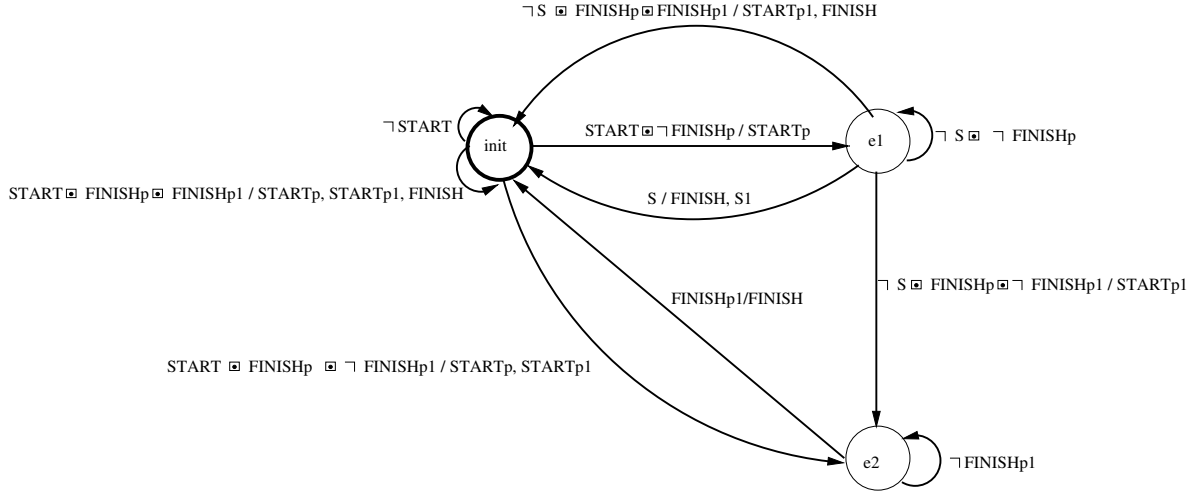 ¬ S ⊡ FINISHp ⊡ FINISHp1 / STARTp1, FINISH
¬ START
START ⊡ ¬ FINISHp / STARTp
init
e1
¬ S ⊡ ¬ FINISHp
START ⊡ FINISHp ⊡ FINISHp1 / STARTp, STARTp1, FINISH
S / FINISH, S1
¬ S ⊡ FINISHp ⊡ ¬ FINISHp1 / STARTp1
FINISHp1/FINISH
START ⊡ FINISHp ⊡ ¬ FINISHp1 / STARTp, STARTp1
e2
¬ FINISHp1